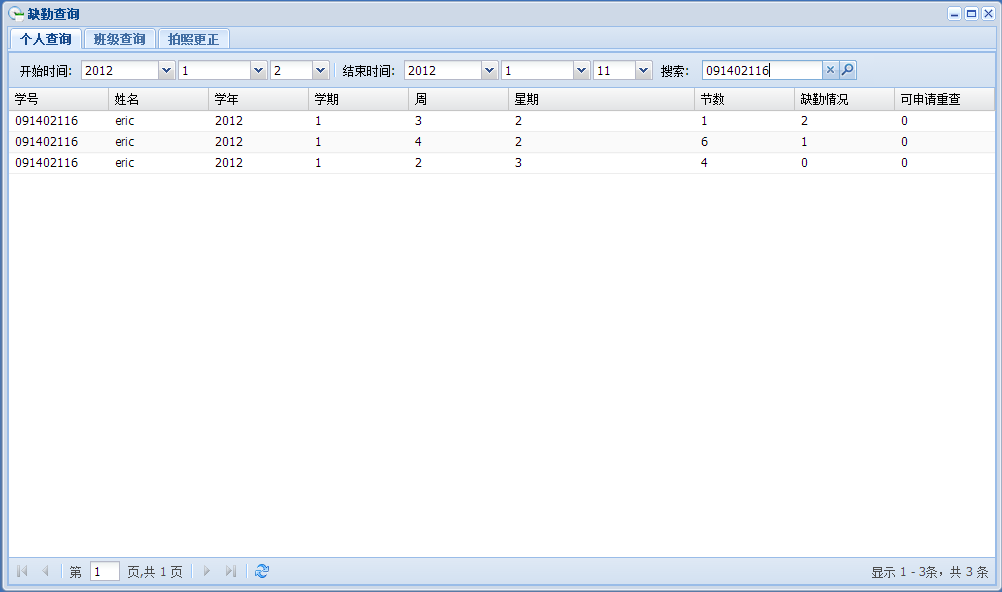 缺勤查询
个人查询 班级查询 拍照更正
开始时间: 2012 1 2 结束时间: 2012 1 11 搜索: 091402116
学号 姓名 学年 学期 周 星期 节数 缺勤情况 可申请重查
091402116 eric 2012 1 3 2 1 2 0
091402116 eric 2012 1 4 2 6 1 0
091402116 eric 2012 1 2 3 4 0 0
第 1 页,共 1 页 显示 1 - 3条，共 3 条